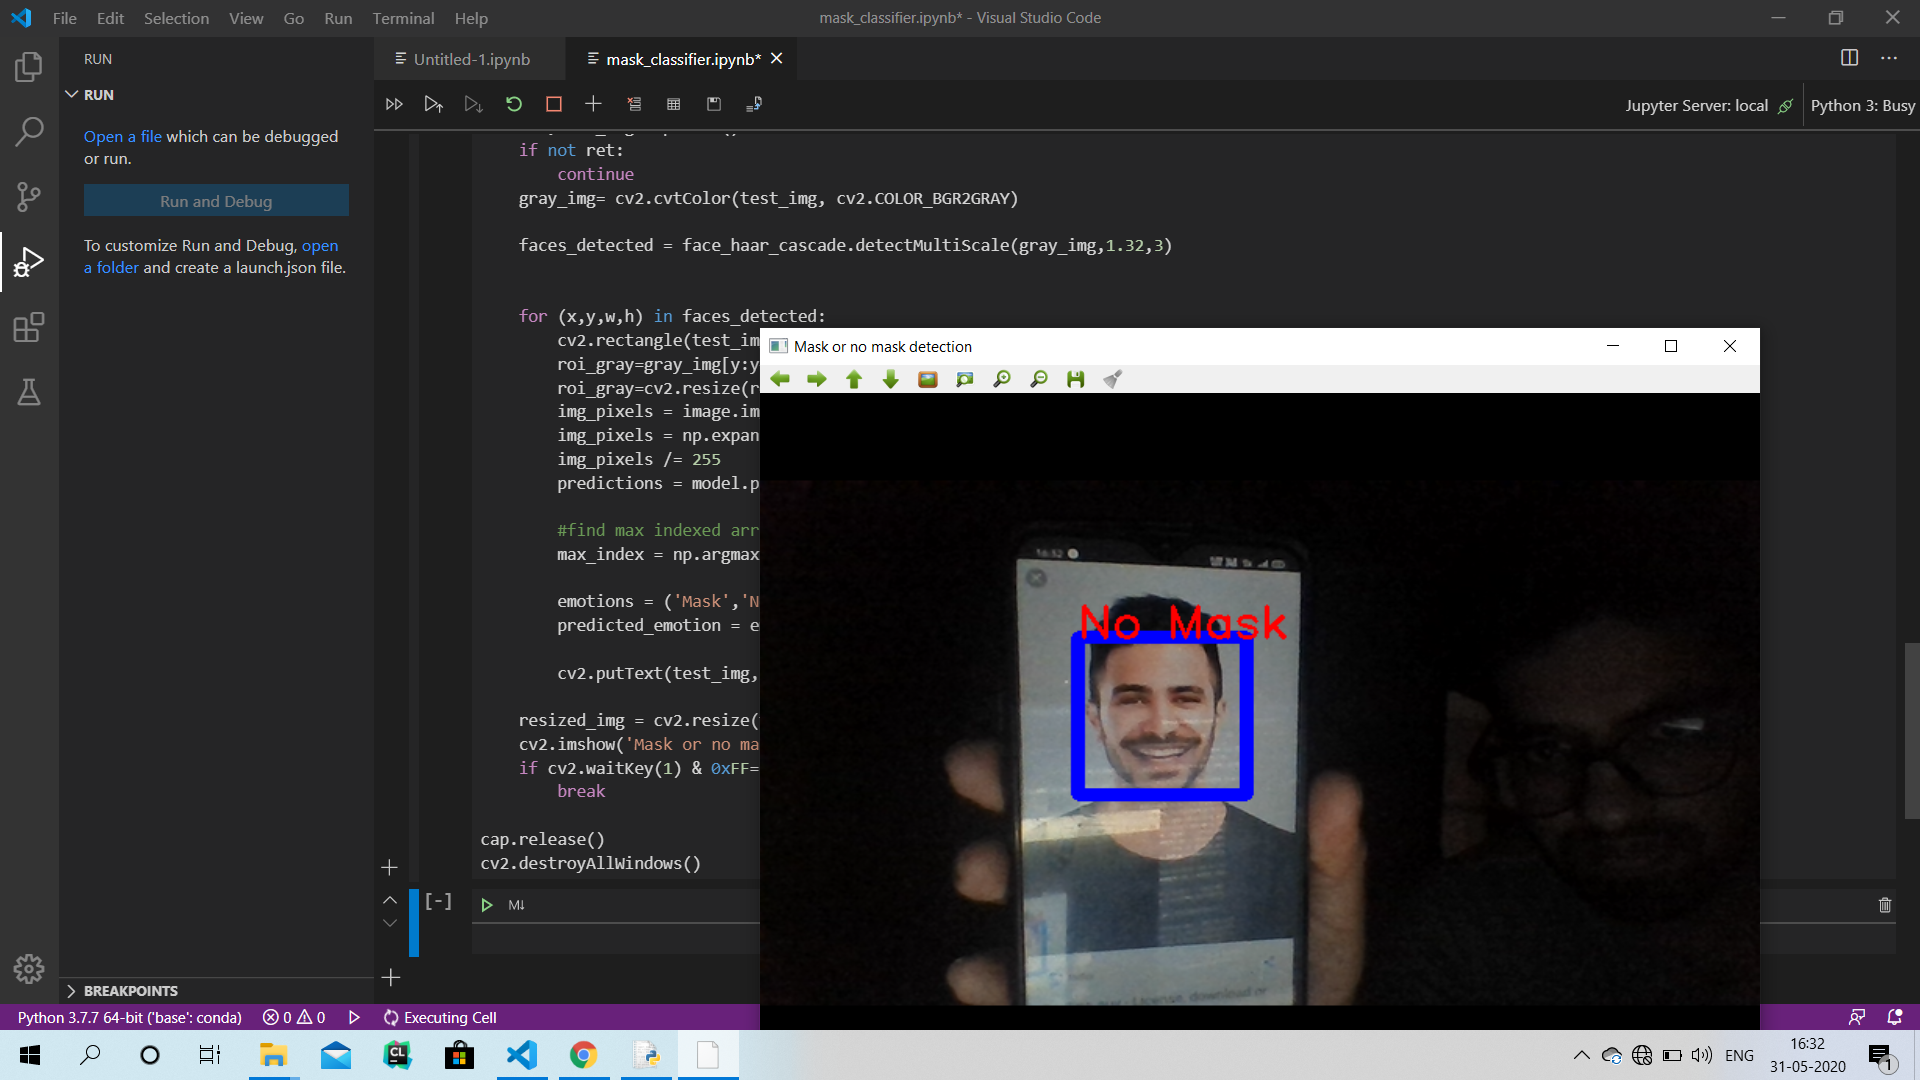 File Edit Selection View Go Run Terminal Help
mask_classifier.ipynb* - Visual Studio Code
RUN
Untitled-1.ipynb
mask_classifier.ipynb*
RUN
Jupyter Server: local
Python 3: Busy
Open a file which can be debugged
or run.
Run and Debug
To customize Run and Debug, open
a folder and create a launch.json file.
if not ret:
continue
gray_img= cv2.cvtColor(test_img, cv2.COLOR_BGR2GRAY)
faces_detected = face_haar_cascade.detectMultiScale(gray_img,1.32,3)
for (x,y,w,h) in faces_detected:
cv2.rectangle(test_im
roi_gray=gray_img[y:y
roi_gray=cv2.resize(r
img_pixels = image.im
img_pixels = np.expan
img_pixels /= 255
predictions = model.p
#find max indexed arr
max_index = np.argmax
emotions = ('Mask','N
predicted_emotion = e
cv2.putText(test_img,
resized_img = cv2.resize(
cv2.imshow('Mask or no ma
if cv2.waitKey(1) & 0xFF=
break
cap.release()
cv2.destroyAllWindows()
[-]
M↓
Mask or no mask detection
No Mask
BREAKPOINTS
Python 3.7.7 64-bit ('base': conda) 0 0
Executing Cell
CL
ENG
16:32
31-05-2020
1